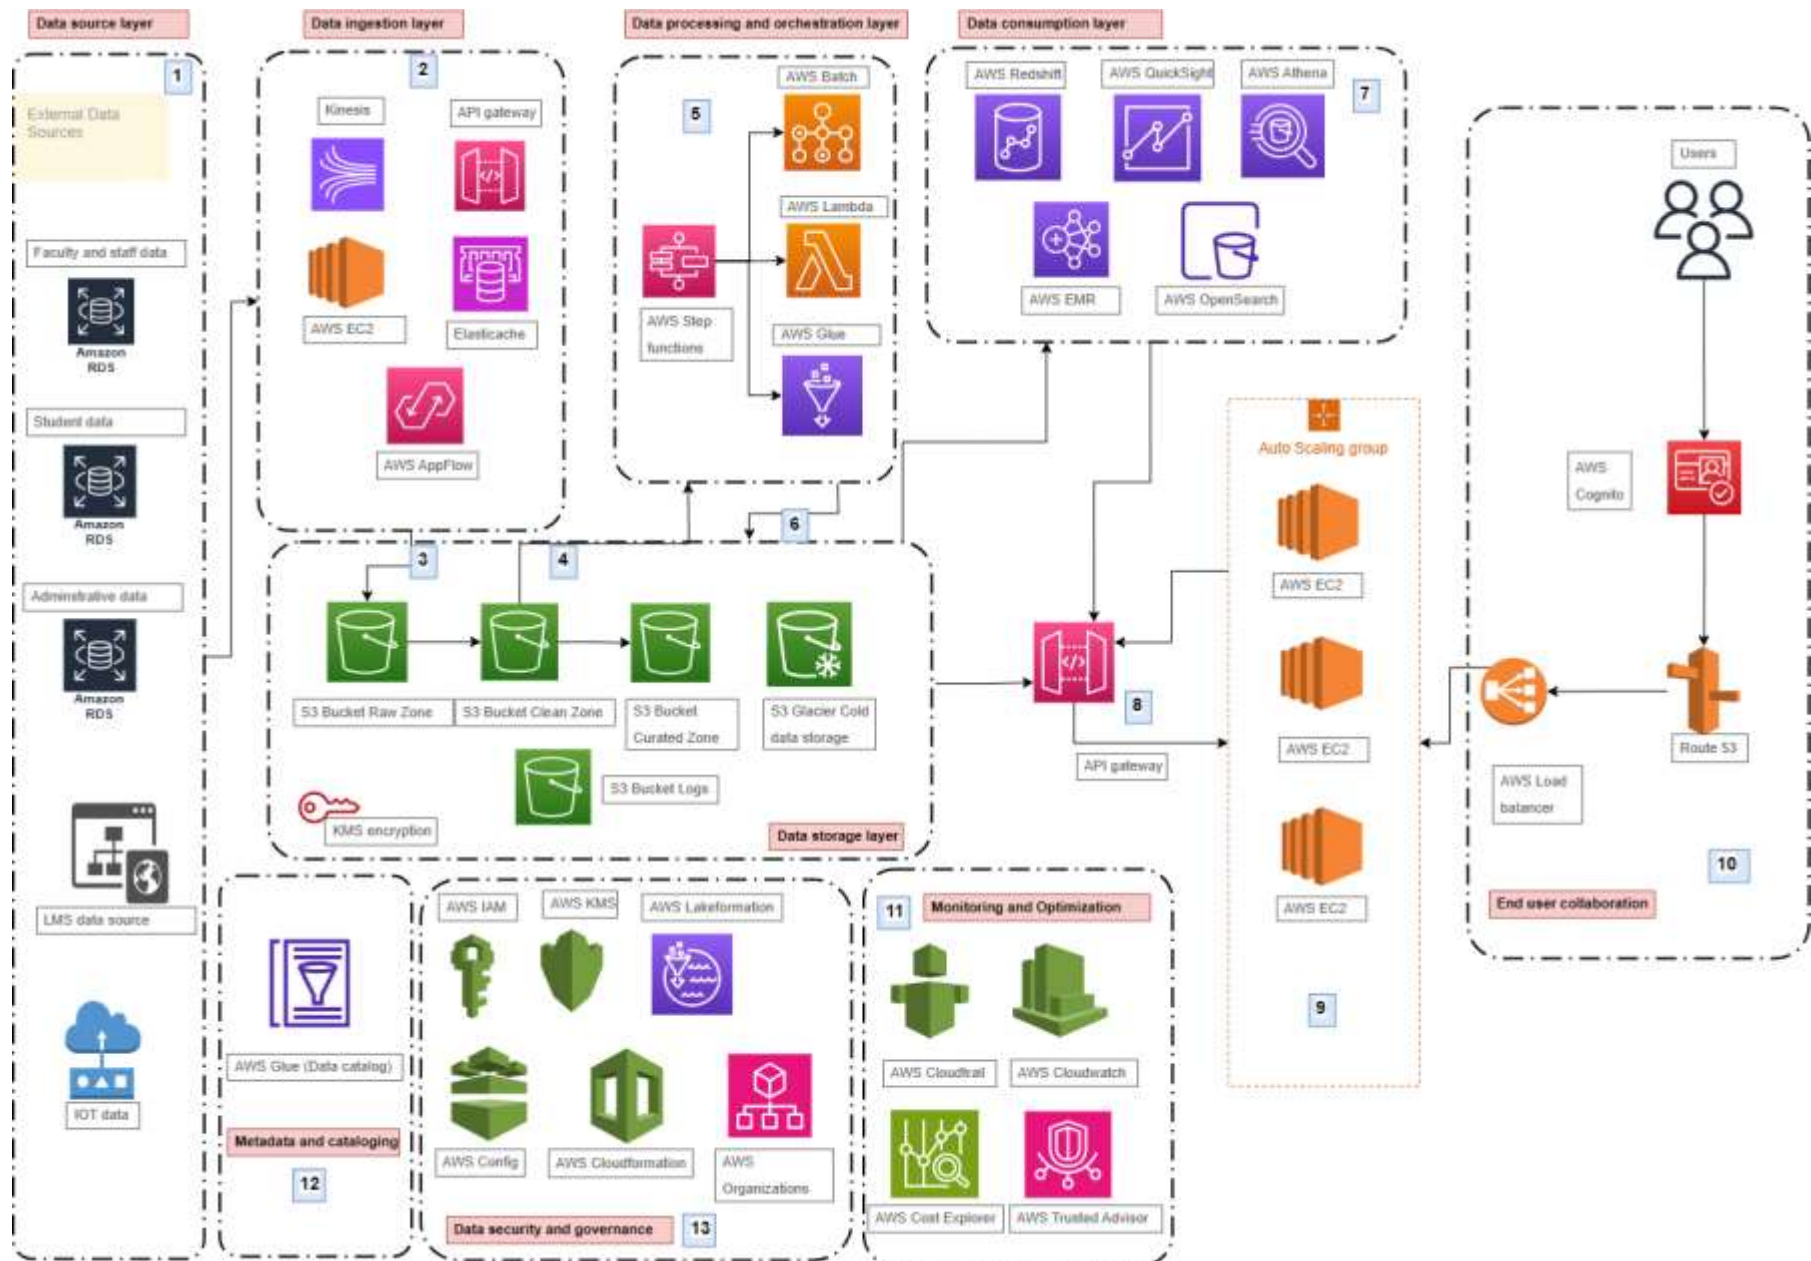 Data source layer
1
External Data
Sources
Faculty and staff data
Amazon
RDS
Student data
Amazon
RDS
Adminstrative data
Amazon
RDS
LMS data source
IOT data
Data ingestion layer
2
Kinesis
API gateway
AWS EC2
Elasticache
AWS AppFlow
Data processing and orchestration layer
5
AWS Batch
AWS Lambda
AWS Step
functions
AWS Glue
Data consumption layer
7
AWS Redshift
AWS QuickSight
AWS Athena
AWS EMR
AWS OpenSearch
3
4
6
S3 Bucket Raw Zone
S3 Bucket Clean Zone
S3 Bucket
Curated Zone
S3 Glacier Cold
data storage
S3 Bucket Logs
KMS encryption
Data storage layer
8
API gateway
Auto Scaling group
AWS EC2
AWS EC2
AWS EC2
9
Users
AWS
Cognito
Route 53
AWS Load
balancer
10
End user collaboration
AWS Glue (Data catalog)
Metadata and cataloging
12
AWS IAM
AWS KMS
AWS Lakeformation
AWS Config
AWS Cloudformation
AWS
Organizations
Data security and governance
13
11
Monitoring and Optimization
AWS Cloudtrail
AWS Cloudwatch
AWS Cost Explorer
AWS Trusted Advisor